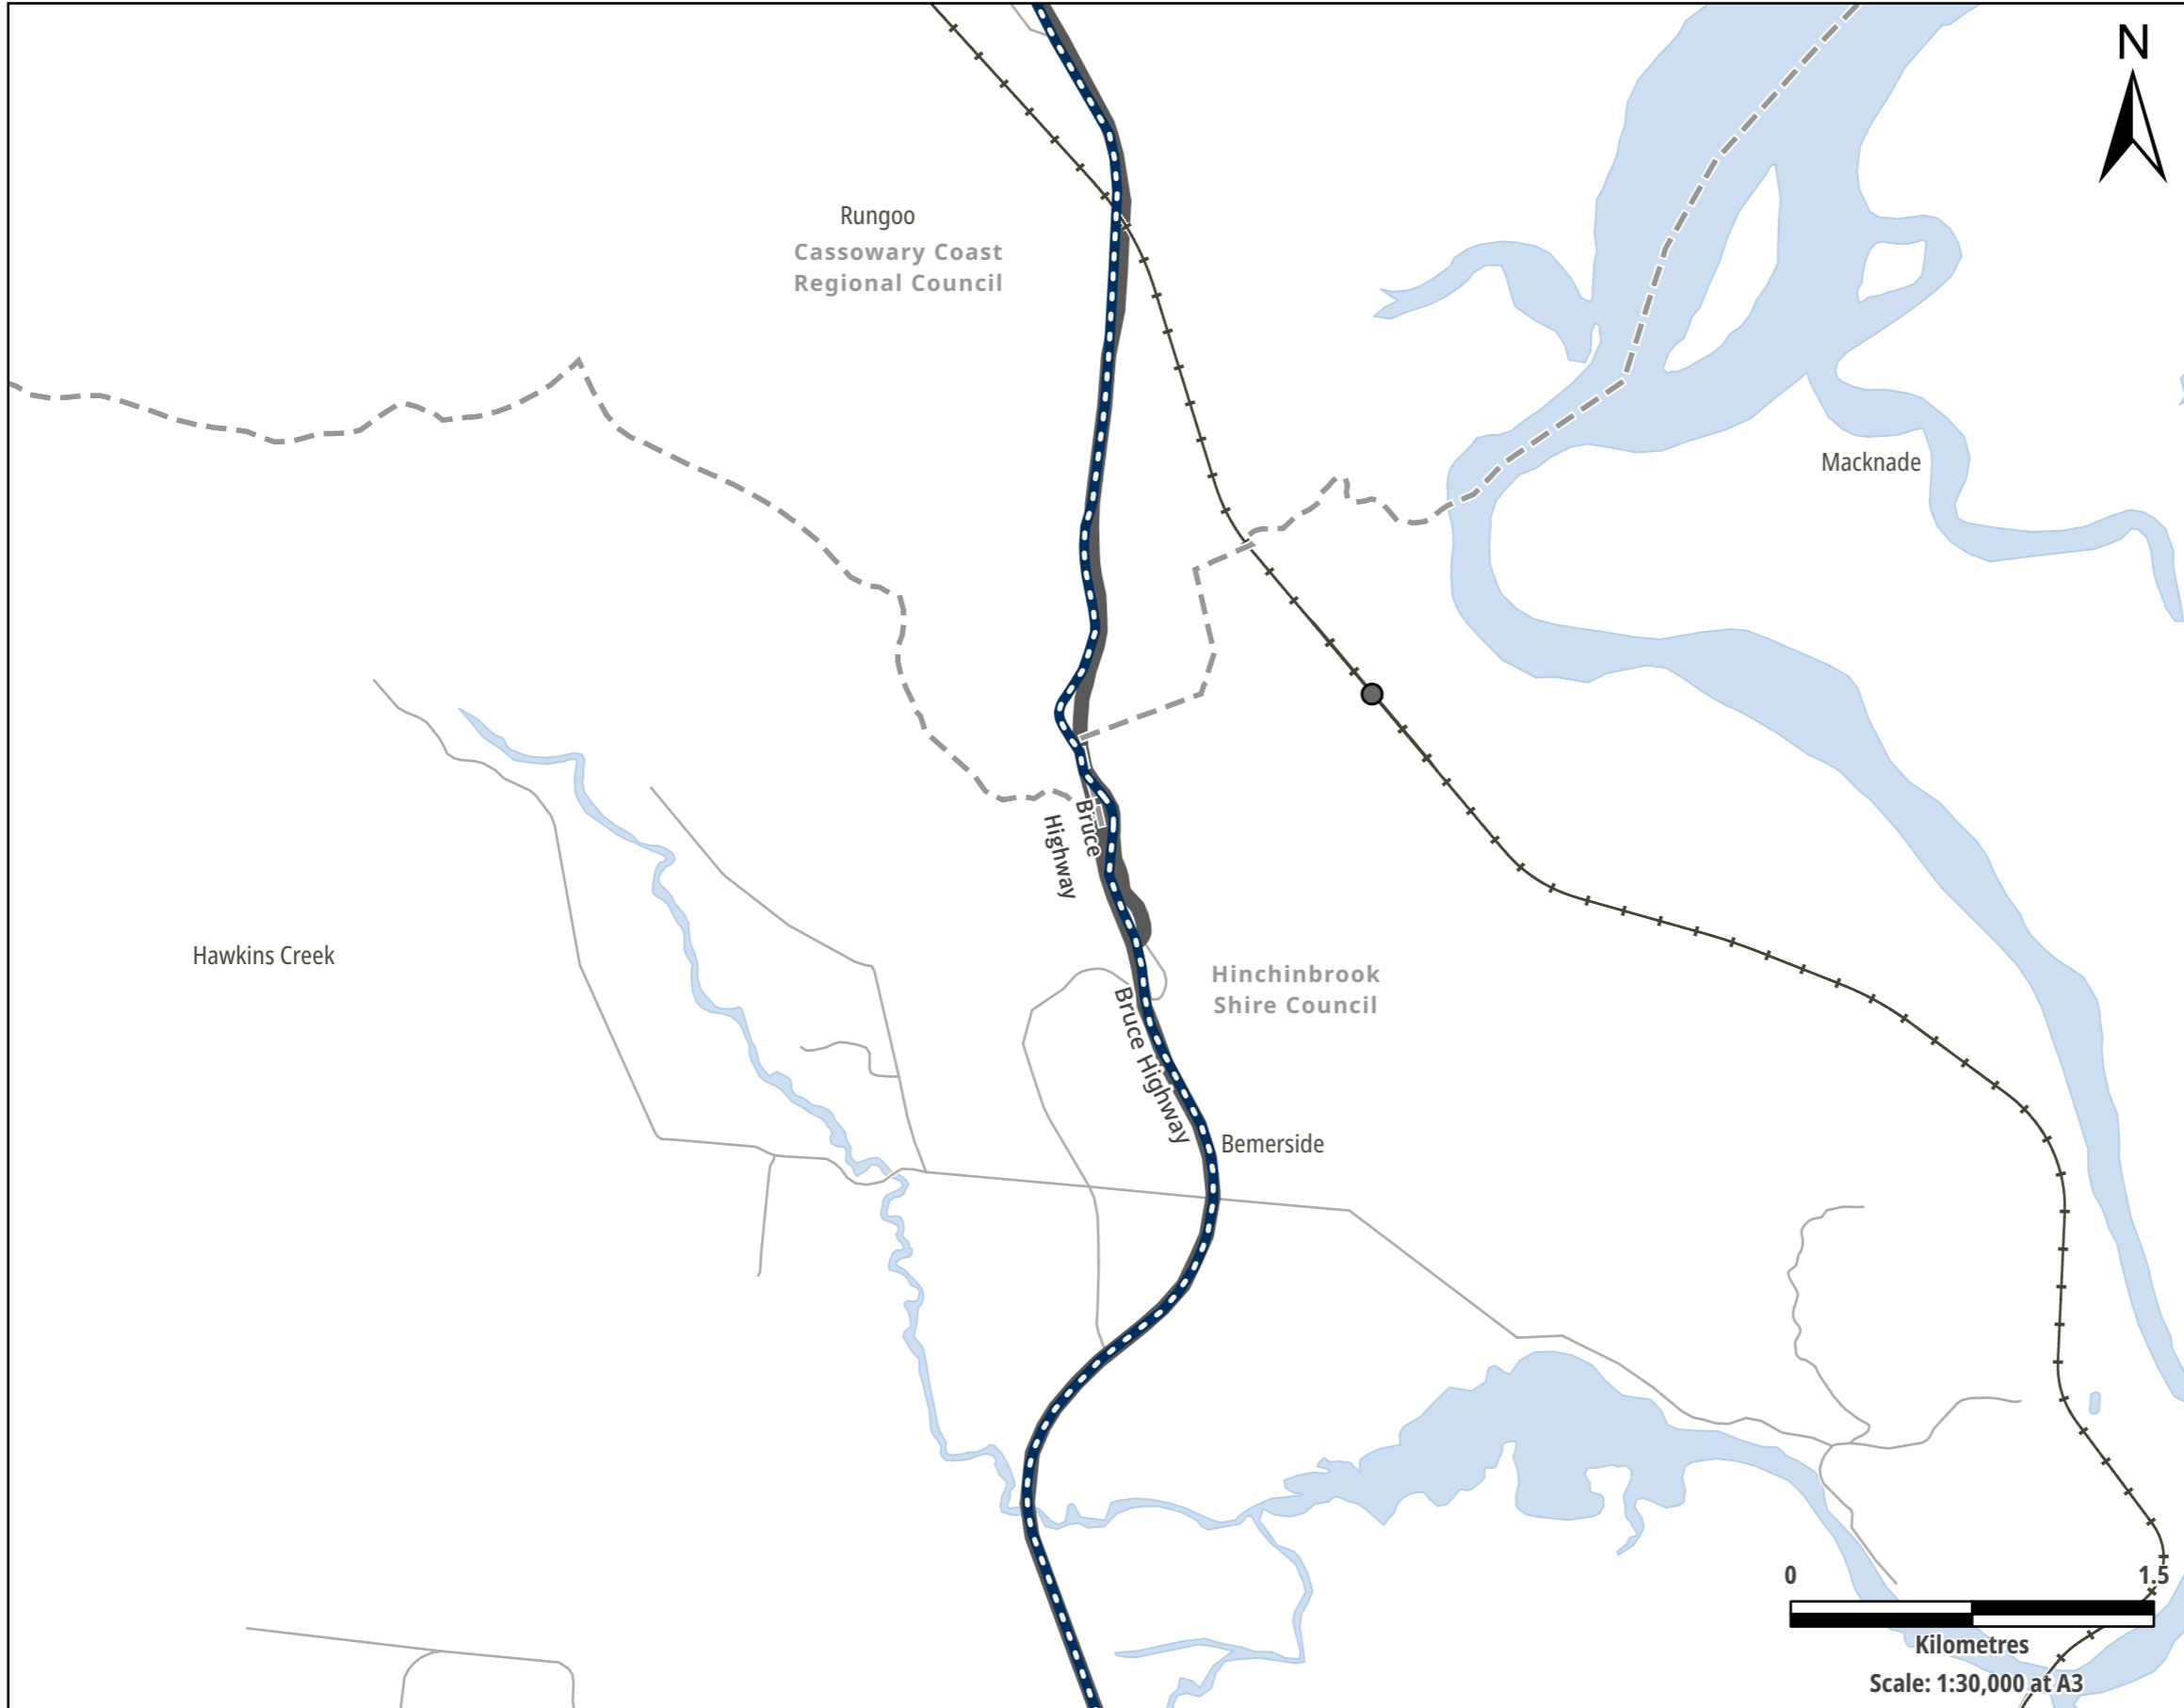 N
Rungoo
Cassowary Coast
Regional Council
Macknade
Bruce
Highway
Hawkins Creek
Hinchinbrook
Shire Council
Bruce Highway
Bemerside
0 1.5
Kilometres
Scale: 1:30,000 at A3